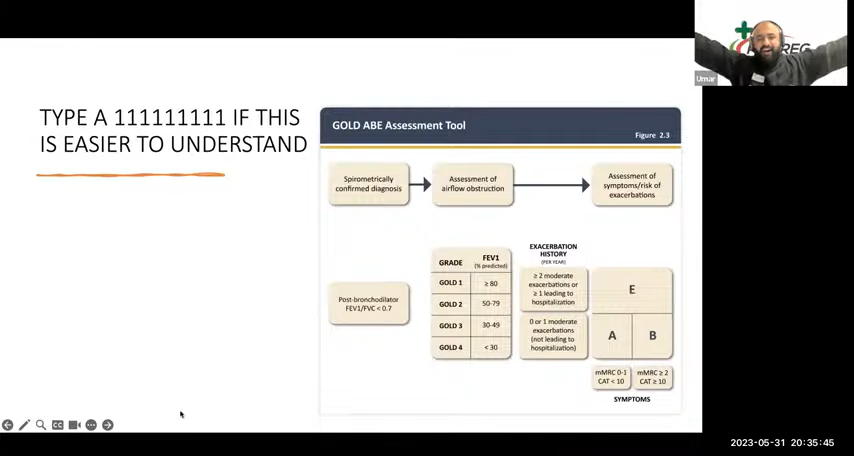 TYPE A 111111111 IF THIS
IS EASIER TO UNDERSTAND
GOLD ABE Assessment Tool
Figure 2.3
Spirometrically
confirmed diagnosis
Assessment of
airflow obstruction
Assessment of
symptoms/risk of
exacerbations
Post-bronchodilator
FEV1/FVC < 0.7
GRADE
FEV1
(% predicted)
GOLD 1
≥ 80
GOLD 2
50-79
GOLD 3
30-49
GOLD 4
< 30
EXACERBATION
HISTORY
(PER YEAR)
≥ 2 moderate
exacerbations or
≥ 1 leading to
hospitalization
0 or 1 moderate
exacerbations
(not leading to
hospitalization)
E
A
B
mMRC 0-1
CAT < 10
mMRC ≥ 2
CAT ≥ 10
SYMPTOMS
Umar
CC
2023-05-31 20:35:45